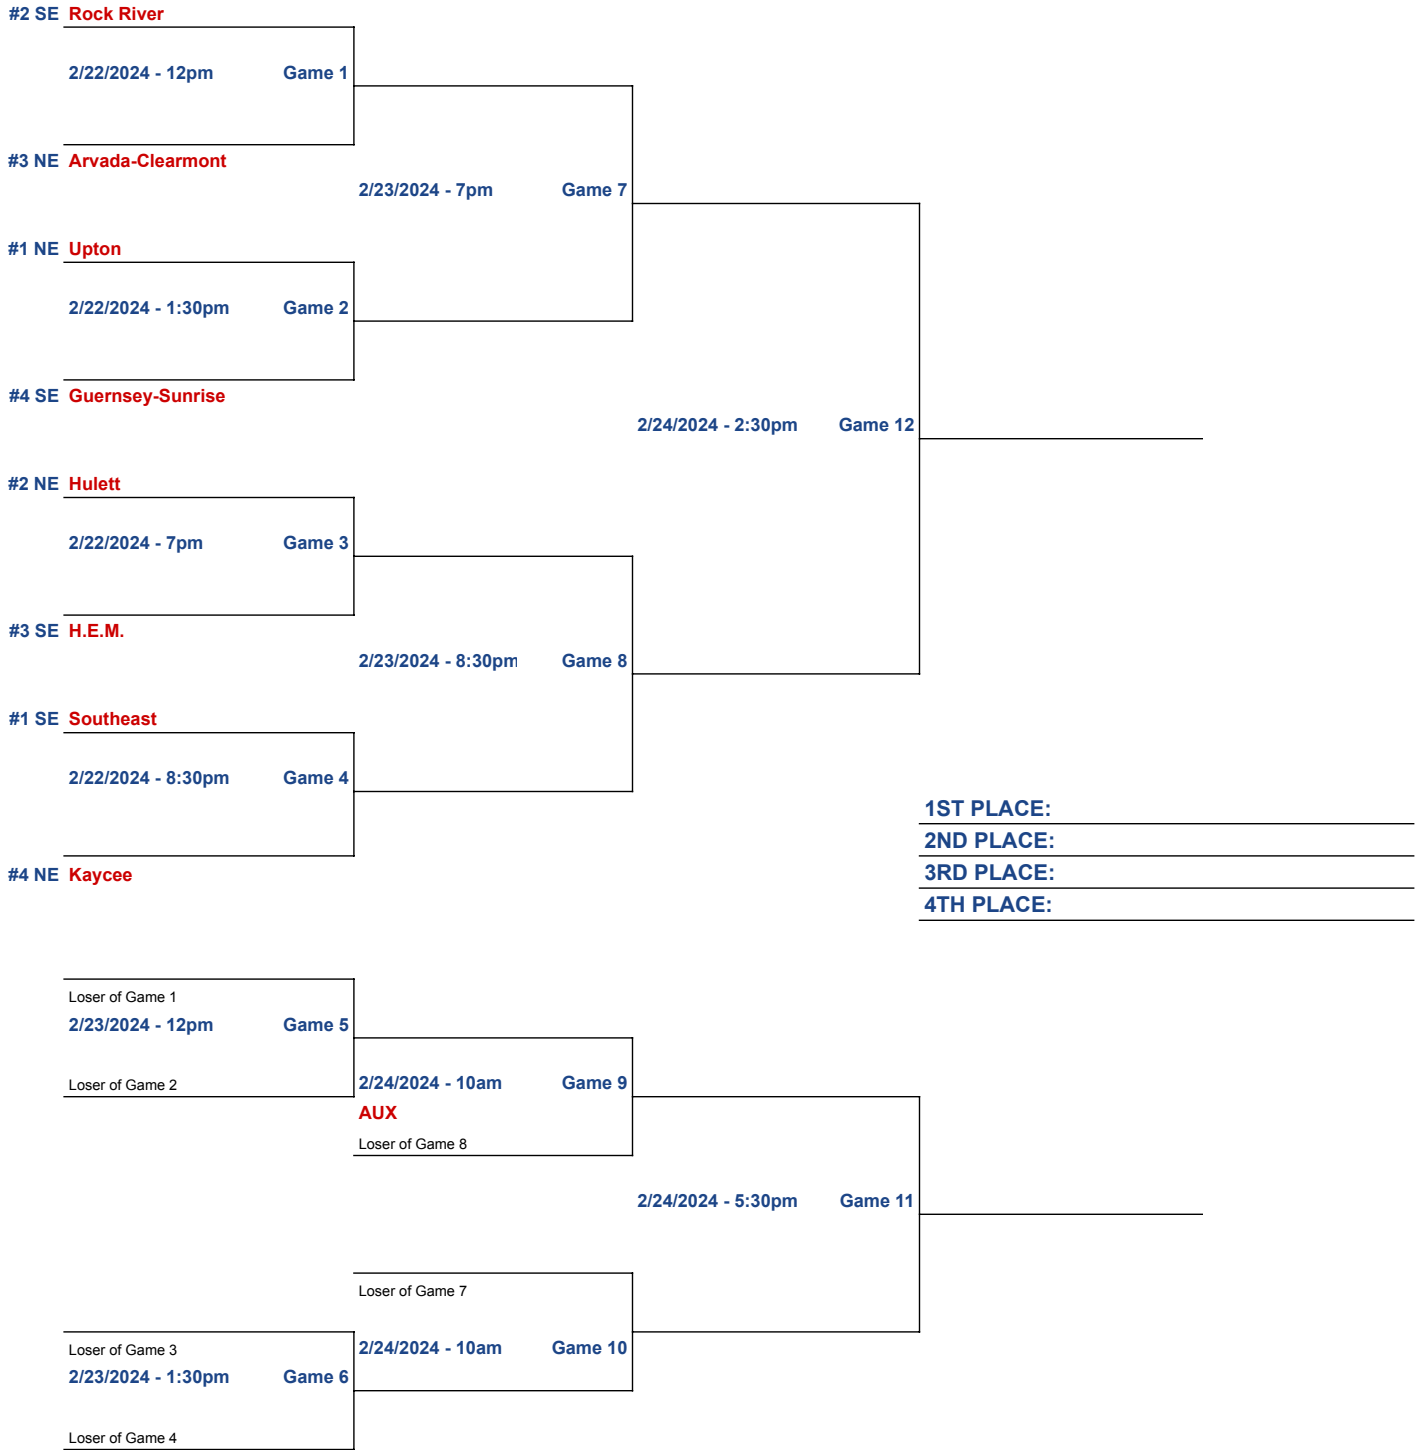 #2 SE Rock River
2/22/2024 - 12pm Game 1
#3 NE Arvada-Clearmont
2/23/2024 - 7pm Game 7
#1 NE Upton
2/22/2024 - 1:30pm Game 2
#4 SE Guernsey-Sunrise
2/24/2024 - 2:30pm Game 12
#2 NE Hulett
2/22/2024 - 7pm Game 3
#3 SE H.E.M.
2/23/2024 - 8:30pm Game 8
#1 SE Southeast
2/22/2024 - 8:30pm Game 4
1ST PLACE:
2ND PLACE:
3RD PLACE:
#4 NE Kaycee
4TH PLACE:
Loser of Game 1
2/23/2024 - 12pm Game 5
Loser of Game 2
2/24/2024 - 10am Game 9
AUX
Loser of Game 8
2/24/2024 - 5:30pm Game 11
Loser of Game 7
Loser of Game 3
2/24/2024 - 10am Game 10
2/23/2024 - 1:30pm Game 6
Loser of Game 4